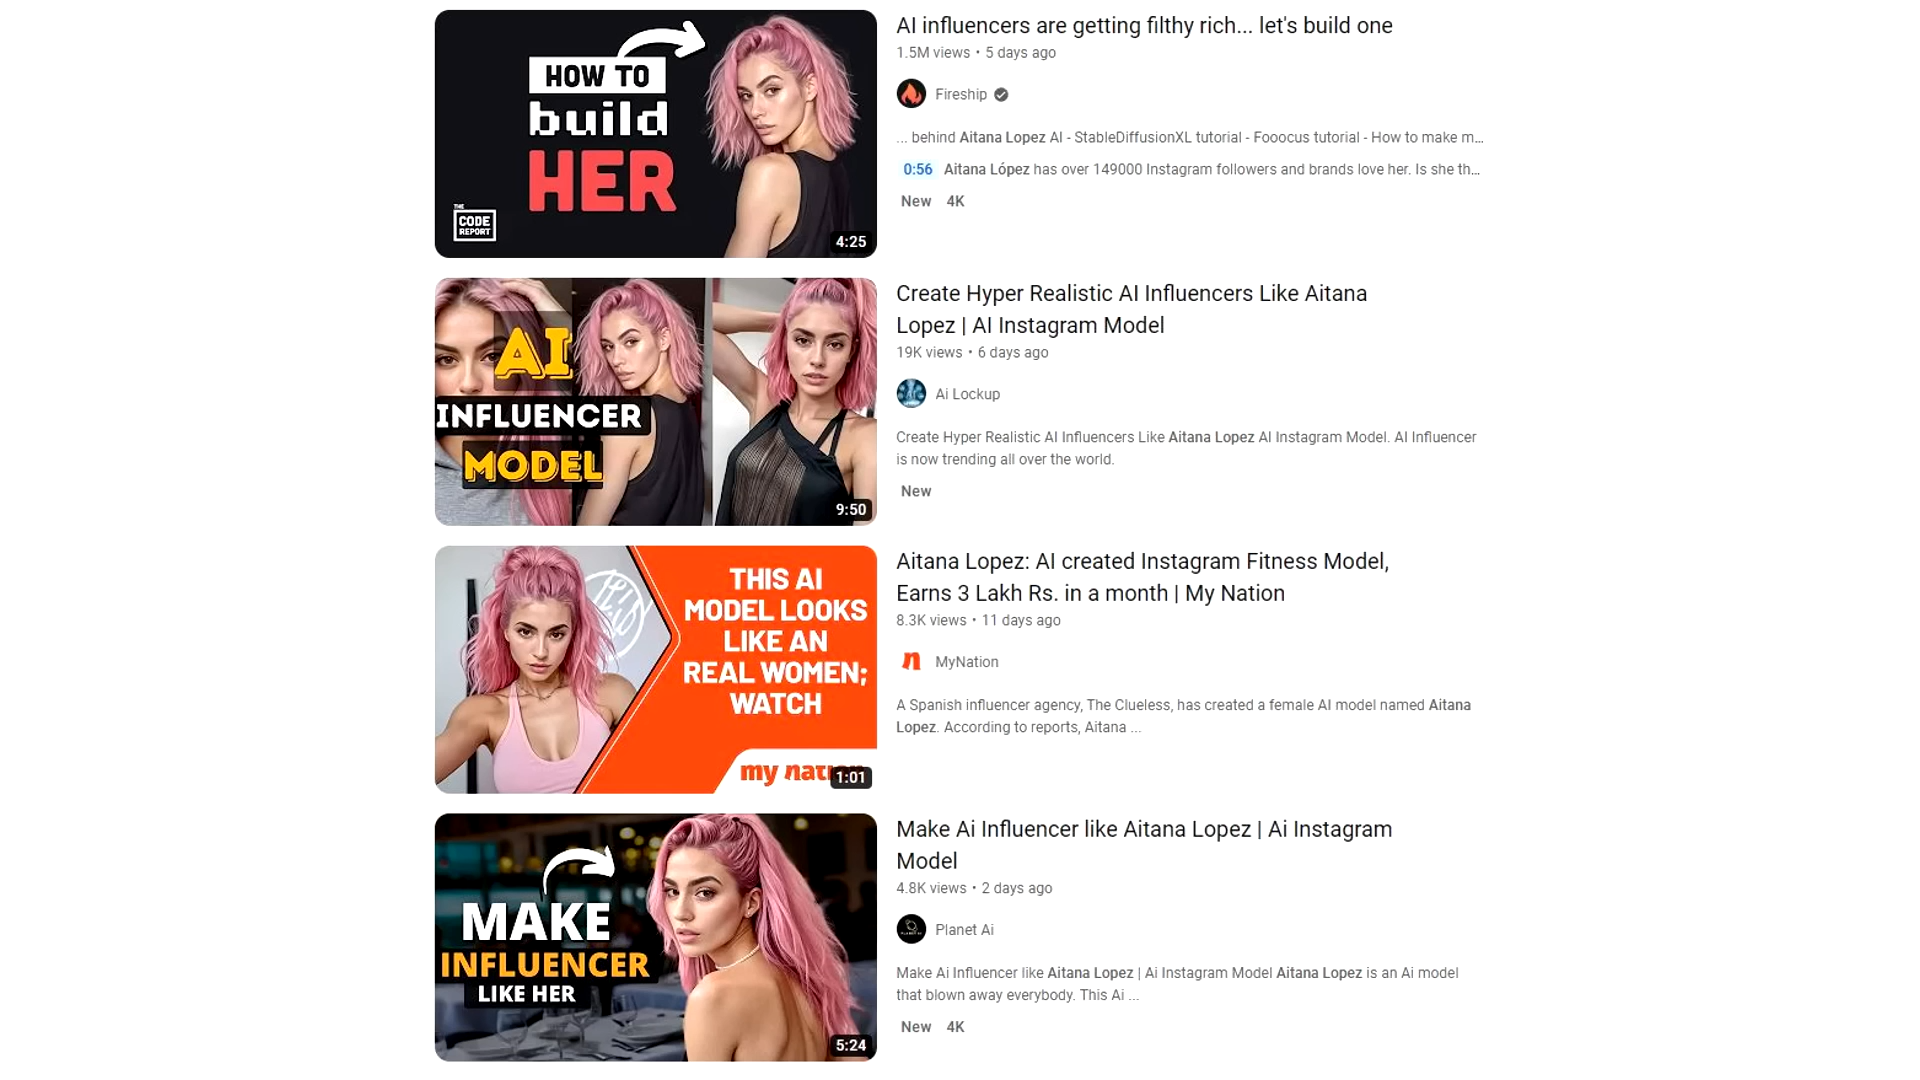 HOW TO
build
HER
THE
CODE
REPORT
4:25
AI influencers are getting filthy rich... let's build one
1.5M views • 5 days ago
Fireship
... behind Aitana Lopez AI - StableDiffusionXL tutorial - Fooocus tutorial - How to make m...
0:56 Aitana López has over 149000 Instagram followers and brands love her. Is she th...
New 4K
AI
INFLUENCER
MODEL
9:50
Create Hyper Realistic AI Influencers Like Aitana
Lopez | AI Instagram Model
19K views • 6 days ago
Ai Lockup
Create Hyper Realistic AI Influencers Like Aitana Lopez AI Instagram Model. AI Influencer
is now trending all over the world.
New
THIS AI
MODEL LOOKS
LIKE AN
REAL WOMEN;
WATCH
my nation
1:01
Aitana Lopez: AI created Instagram Fitness Model,
Earns 3 Lakh Rs. in a month | My Nation
8.3K views • 11 days ago
MyNation
A Spanish influencer agency, The Clueless, has created a female AI model named Aitana
Lopez. According to reports, Aitana ...
MAKE
INFLUENCER
LIKE HER
5:24
Make Ai Influencer like Aitana Lopez | Ai Instagram
Model
4.8K views • 2 days ago
Planet Ai
Make Ai Influencer like Aitana Lopez | Ai Instagram Model Aitana Lopez is an Ai model
that blown away everybody. This Ai ...
New 4K